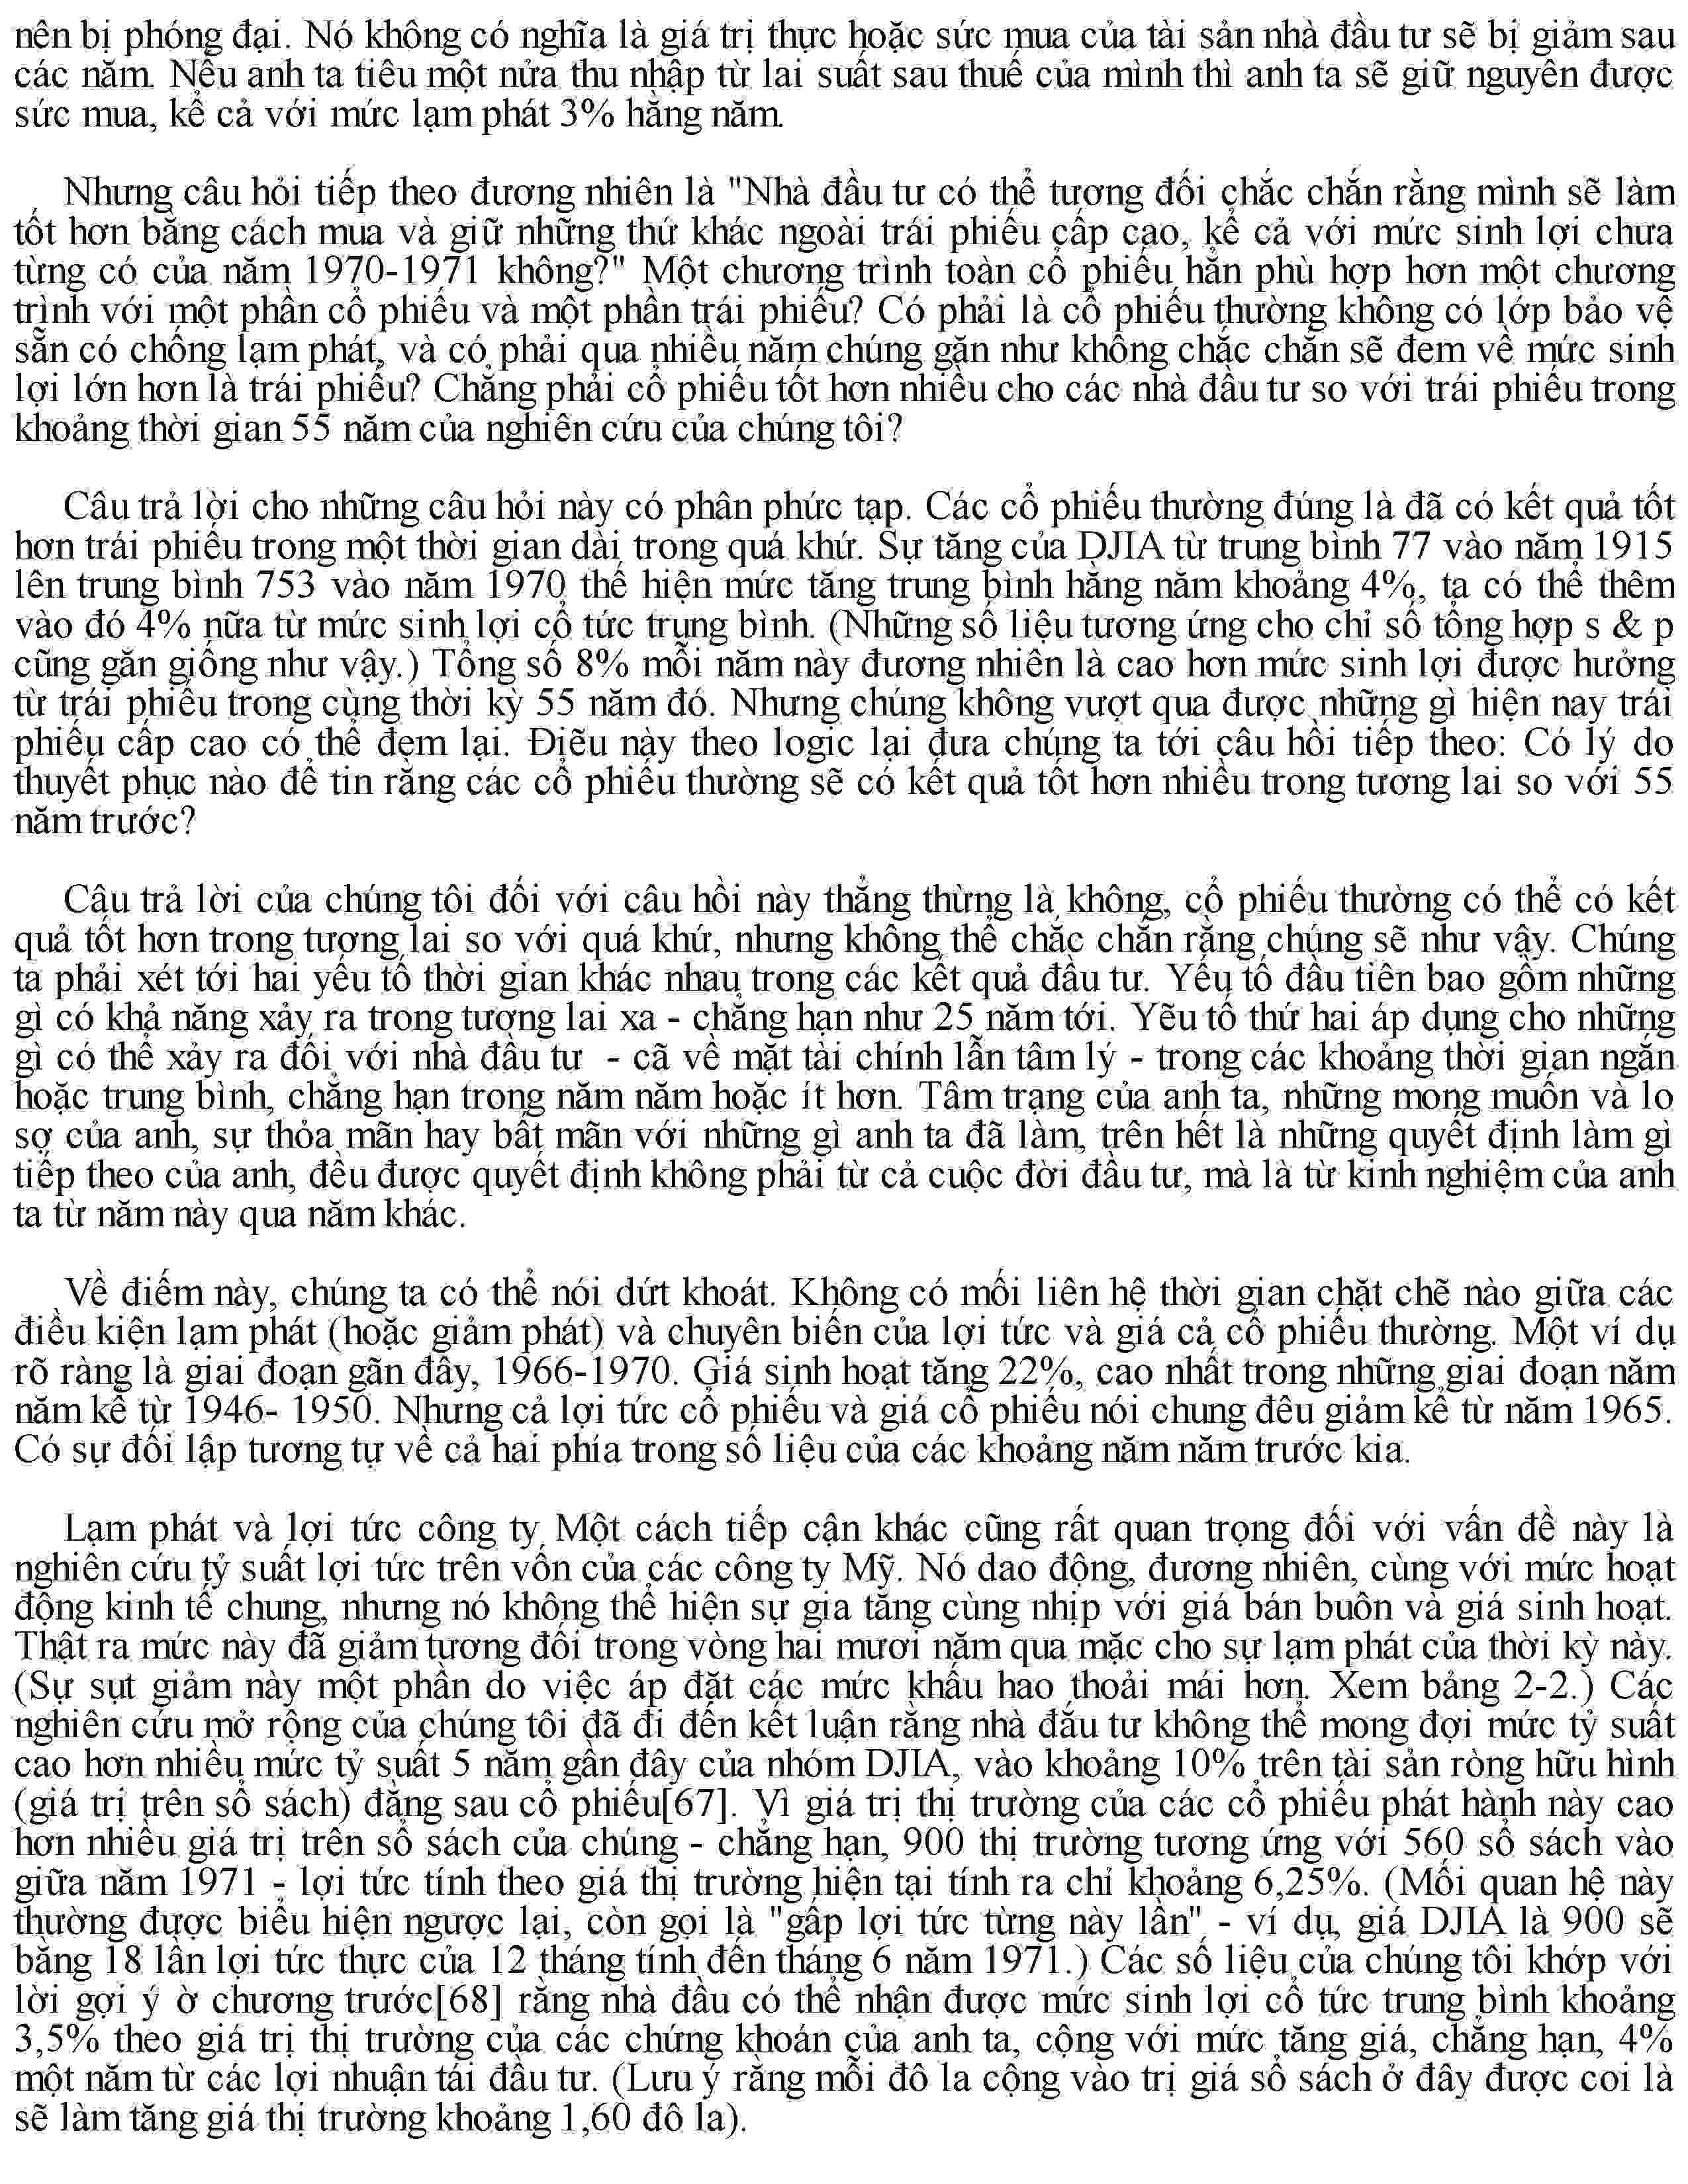 nên bị phóng đại. Nó không có nghĩa là giá trị thực hoặc sức mua của tài sản nhà đầu tư sẽ bị giảm sau
các năm. Nếu anh ta tiêu một nửa thu nhập từ lai suất sau thuế của mình thì anh ta sẽ giữ nguyên được
sức mua, kể cả với mức lạm phát 3% hằng năm.
Nhưng câu hỏi tiếp theo đương nhiên là "Nhà đầu tư có thể tương đối chắc chắn rằng mình sẽ làm
tốt hơn bằng cách mua và giữ những thứ khác ngoài trái phiếu cấp cao, kể cả với mức sinh lợi chưa
từng có của năm 1970-1971 không?" Một chương trình toàn cổ phiếu hẳn phù hợp hơn một chương
trình với một phần cổ phiếu và một phần trái phiếu? Có phải là cổ phiếu thường không có lớp bảo vệ
sẵn có chống lạm phát, và có phải qua nhiều năm chúng gần như không chắc chắn sẽ đem về mức sinh
lợi lớn hơn là trái phiếu? Chẳng phải cổ phiếu tốt hơn nhiều cho các nhà đầu tư so với trái phiếu trong
khoảng thời gian 55 năm của nghiên cứu của chúng tôi?
Câu trả lời cho những câu hỏi này có phân phức tạp. Các cổ phiếu thường đúng là đã có kết quả tốt
hơn trái phiếu trong một thời gian dài trong quá khứ. Sự tăng của DJIA từ trung bình 77 vào năm 1915
lên trung bình 753 vào năm 1970 thể hiện mức tăng trung bình hằng năm khoảng 4%, ta có thể thêm
vào đó 4% nữa từ mức sinh lợi cổ tức trung bình. (Những số liệu tương ứng cho chỉ số tổng hợp s & p
cũng gần giống như vậy.) Tổng số 8% mỗi năm này đương nhiên là cao hơn mức sinh lợi được hưởng
từ trái phiếu trong cùng thời kỳ 55 năm đó. Nhưng chúng không vượt qua được những gì hiện nay trái
phiếu cấp cao có thể đem lại. Điẽu này theo logic lại đưa chúng ta tới câu hồi tiếp theo: Có lý do
thuyết phục nào để tin rằng các cổ phiếu thường sẽ có kết quả tốt hơn nhiều trong tương lai so với 55
năm trước?
Câu trả lời của chúng tôi đối với câu hồi này thẳng thừng là không, cổ phiếu thường có thể có kết
quả tốt hơn trong tương lai so với quá khứ, nhưng không thể chắc chắn rằng chúng sẽ như vậy. Chúng
ta phải xét tới hai yếu tố thời gian khác nhau trong các kết quả đầu tư. Yếu tố đầu tiên bao gồm những
gì có khả năng xảy ra trong tương lai xa - chẳng hạn như 25 năm tới. Yẽu tố thứ hai áp dụng cho những
gì có thể xảy ra đối với nhà đầu tư - cã về mặt tài chính lẫn tâm lý - trong các khoảng thời gian ngắn
hoặc trung bình, chẳng hạn trong năm năm hoặc ít hơn. Tâm trạng của anh ta, những mong muốn và lo
sợ của anh, sự thỏa mãn hay bất mãn với những gì anh ta đã làm, trên hết là những quyết định làm gì
tiếp theo của anh, đều được quyết định không phải từ cả cuộc đời đầu tư, mà là từ kinh nghiệm của anh
ta từ năm này qua năm khác.
Về điểm này, chúng ta có thể nói dứt khoát. Không có mối liên hệ thời gian chặt chẽ nào giữa các
điều kiện lạm phát (hoặc giảm phát) và chuyên biến của lợi tức và giá cả cổ phiếu thường. Một ví dụ
rõ ràng là giai đoạn gãn đây, 1966-1970. Giá sinh hoạt tăng 22%, cao nhất trong những giai đoạn năm
năm kể từ 1946- 1950. Nhưng cả lợi tức cổ phiếu và giá cổ phiếu nói chung đêu giảm kể từ năm 1965.
Có sự đối lập tương tự về cả hai phía trong số liệu của các khoảng năm năm trước kia.
Lạm phát và lợi tức công ty. Một cách tiếp cận khác cũng rất quan trọng đối với vấn đề này là
nghiên cứu tỷ suất lợi tức trên vốn của các công ty Mỹ. Nó dao động, đương nhiên, cùng với mức hoạt
động kinh tế chung, nhưng nó không thể hiện sự gia tăng cùng nhịp với giá bán buôn và giá sinh hoạt.
Thật ra mức này đã giảm tương đối trong vòng hai mươi năm qua mặc cho sự lạm phát của thời kỳ này.
(Sự sụt giảm này một phần do việc áp đặt các mức khấu hao thoải mái hơn. Xem bảng 2-2.) Các
nghiên cứu mở rộng của chúng tôi đã đi đến kết luận rằng nhà đầu tư không thể mong đợi mức tỷ suất
cao hơn nhiều mức tỷ suất 5 năm gần đây của nhóm DJIA, vào khoảng 10% trên tài sản ròng hữu hình
(giá trị trên sổ sách) đằng sau cổ phiếu[67]. Vì giá trị thị trường của các cổ phiếu phát hành này cao
hơn nhiều giá trị trên sổ sách của chúng - chẳng hạn, 900 thị trường tương ứng với 560 sổ sách vào
giữa năm 1971 - lợi tức tính theo giá thị trường hiện tại tính ra chỉ khoảng 6,25%. (Mối quan hệ này
thường được biểu hiện ngược lại, còn gọi là "gấp lợi tức từng này lần" - ví dụ, giá DJIA là 900 sẽ
bằng 18 lần lợi tức thực của 12 tháng tính đến tháng 6 năm 1971.) Các số liệu của chúng tôi khớp với
lời gợi ý ờ chương trước[68] rằng nhà đầu có thể nhận được mức sinh lợi cổ tức trung bình khoảng
3,5% theo giá trị thị trường của các chứng khoán của anh ta, cộng với mức tăng giá, chẳng hạn, 4%
một năm từ các lợi nhuận tái đầu tư. (Lưu ý rằng mỗi đô la cộng vào trị giá sổ sách ở đây được coi là
sẽ làm tăng giá thị trường khoảng 1,60 đô la).